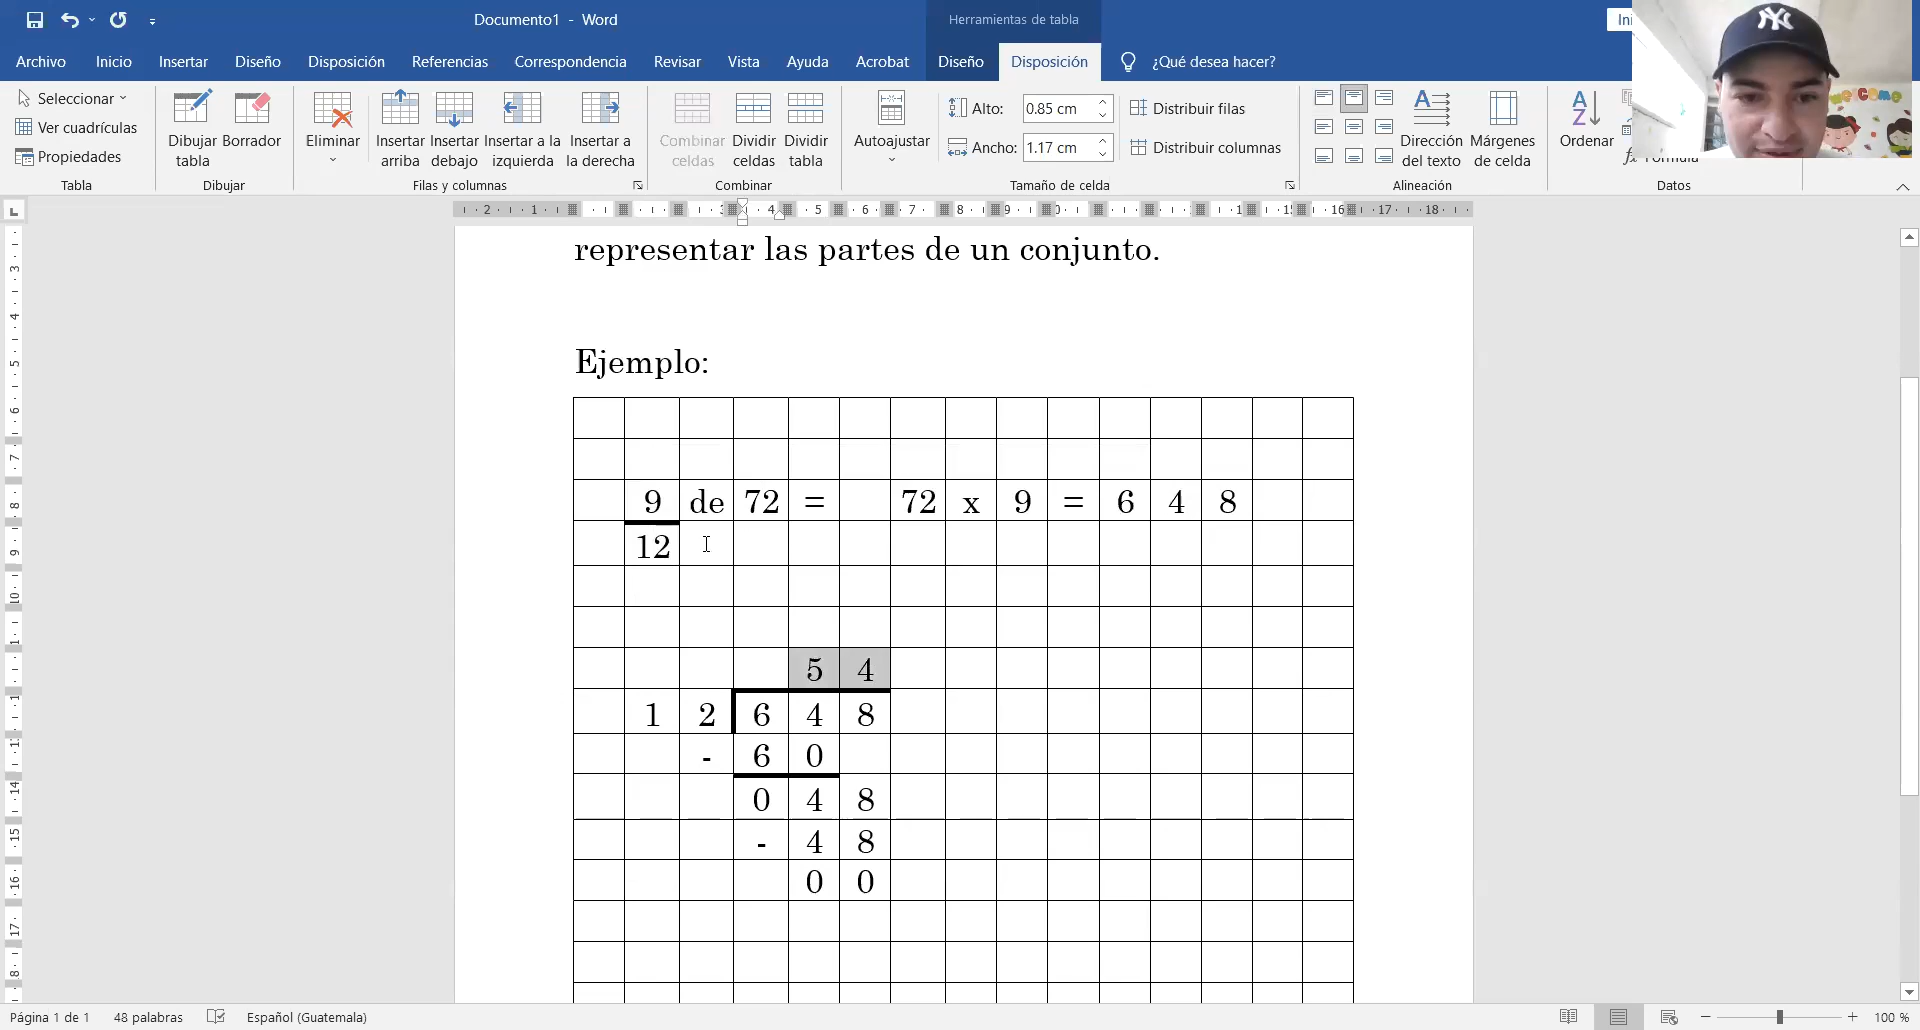 Documento1 - Word
Herramientas de tabla
Ini
Archivo Inicio Insertar Diseño Disposición Referencias Correspondencia Revisar Vista Ayuda Acrobat Diseño Disposición ¿Qué desea hacer?
Seleccionar
Ver cuadrículas
Propiedades
Tabla
Dibujar tabla
Borrador
Dibujar
Eliminar
Insertar arriba
Insertar debajo
Insertar a la izquierda
Insertar a la derecha
Filas y columnas
Combinar celdas
Dividir celdas
Dividir tabla
Combinar
Autoajustar
Alto: 0.85 cm
Ancho: 1.17 cm
Distribuir filas
Distribuir columnas
Tamaño de celda
Dirección del texto
Márgenes de celda
Alineación
Ordenar
Fórmula
Datos
representar las partes de un conjunto.
Ejemplo:
9 de 72 = 72 x 9 = 6 4 8
12
5 4
1 2 6 4 8
- 6 0
0 4 8
- 4 8
0 0
Página 1 de 1 48 palabras Español (Guatemala) 100 %